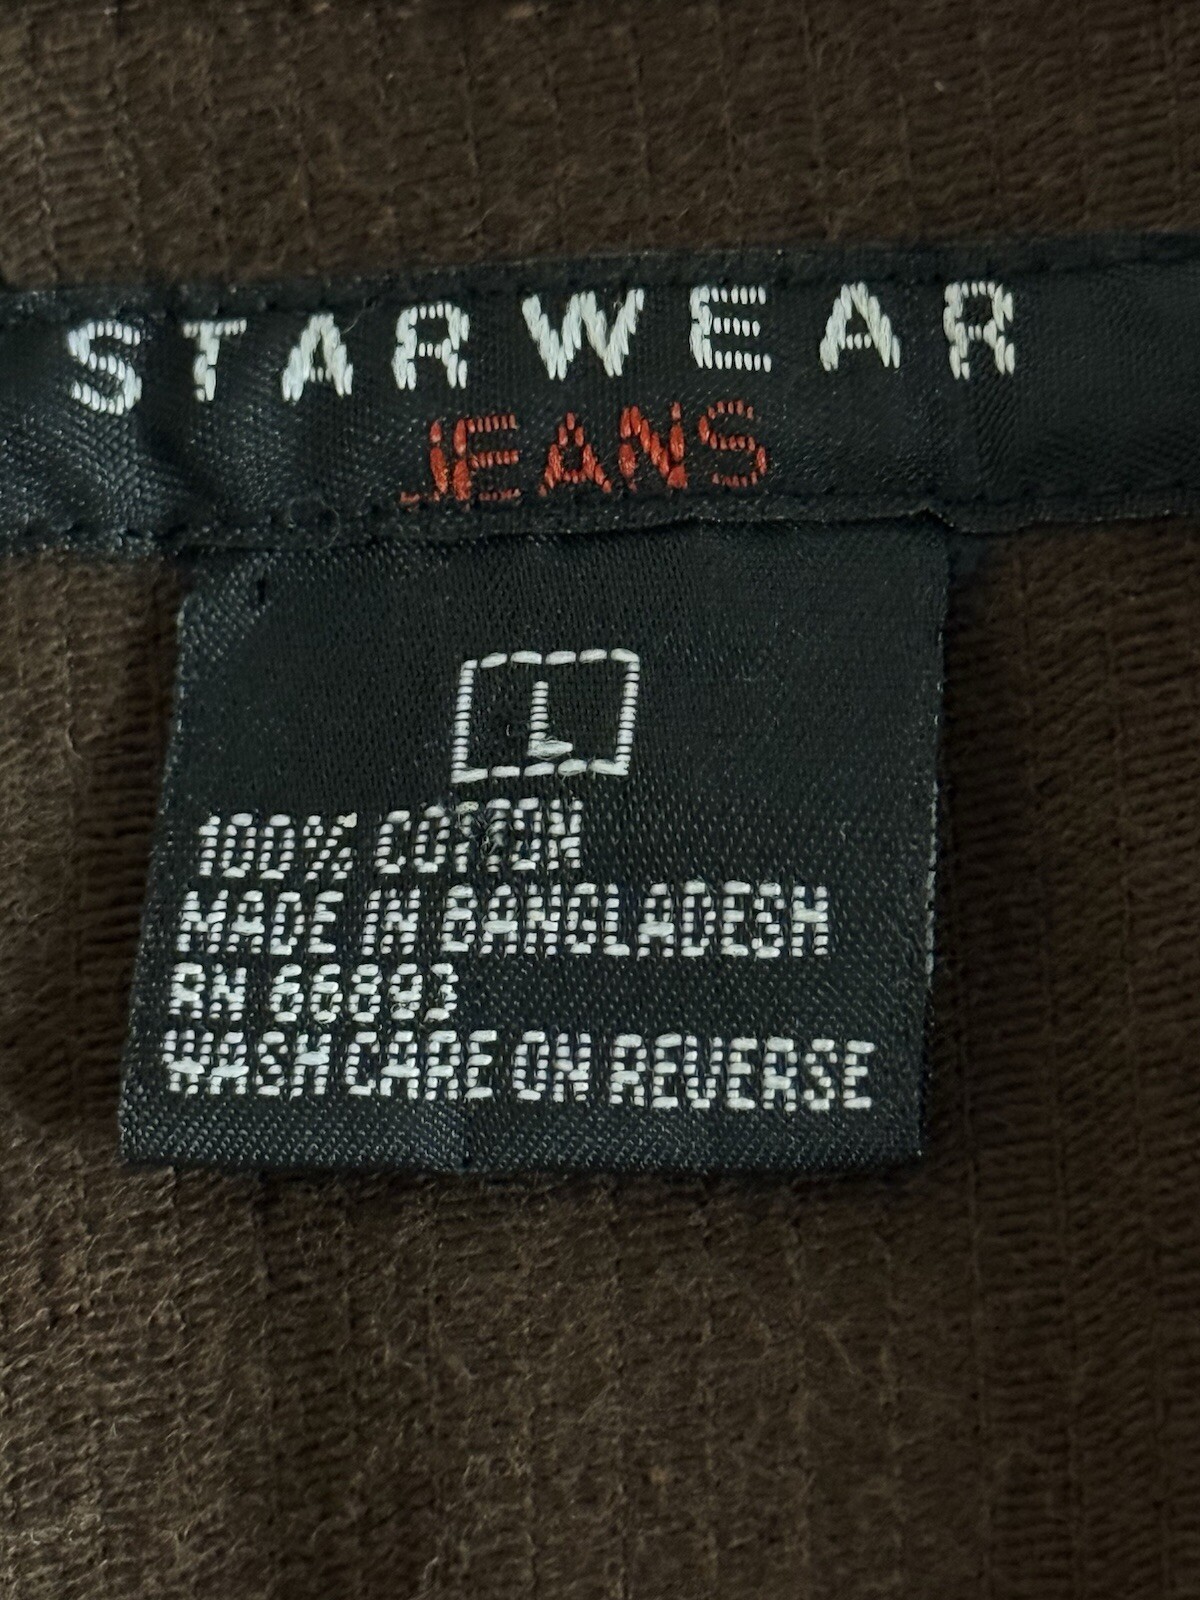 STARWEAR
JEANS
L
100% COTTON
MADE IN BANGLADESH
RN 66893
WASH CARE ON REVERSE